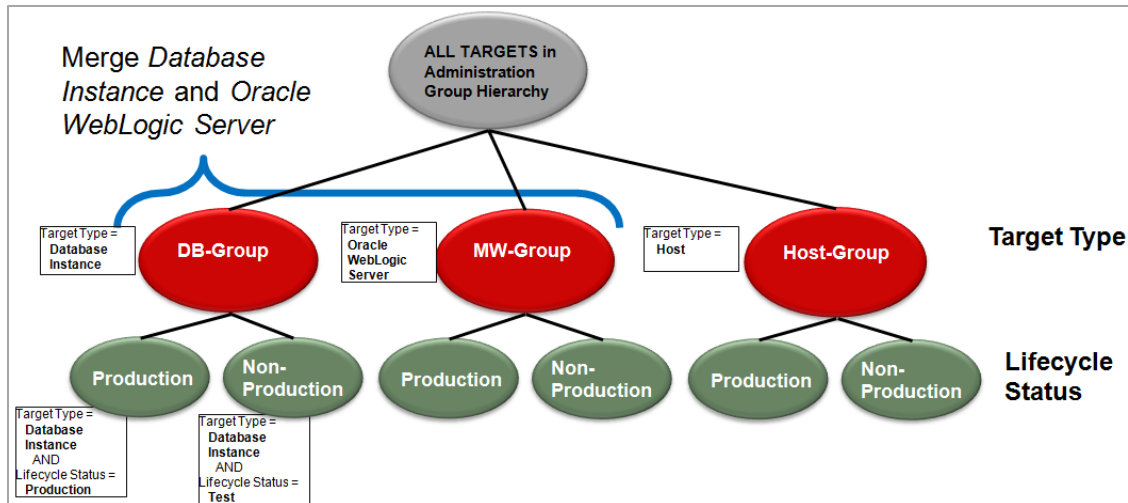 Merge Database
Instance and Oracle
WebLogic Server
ALL TARGETS in
Administration
Group Hierarchy
Target Type =
Database
Instance
DB-Group
Target Type =
Oracle
WebLogic
Server
MW-Group
Target Type =
Host
Host-Group
Target Type
Production
Non-
Production
Production
Non-
Production
Production
Non-
Production
Lifecycle
Status
Target Type =
Database
Instance
AND
Lifecycle Status =
Production
Target Type =
Database
Instance
AND
Lifecycle Status =
Test